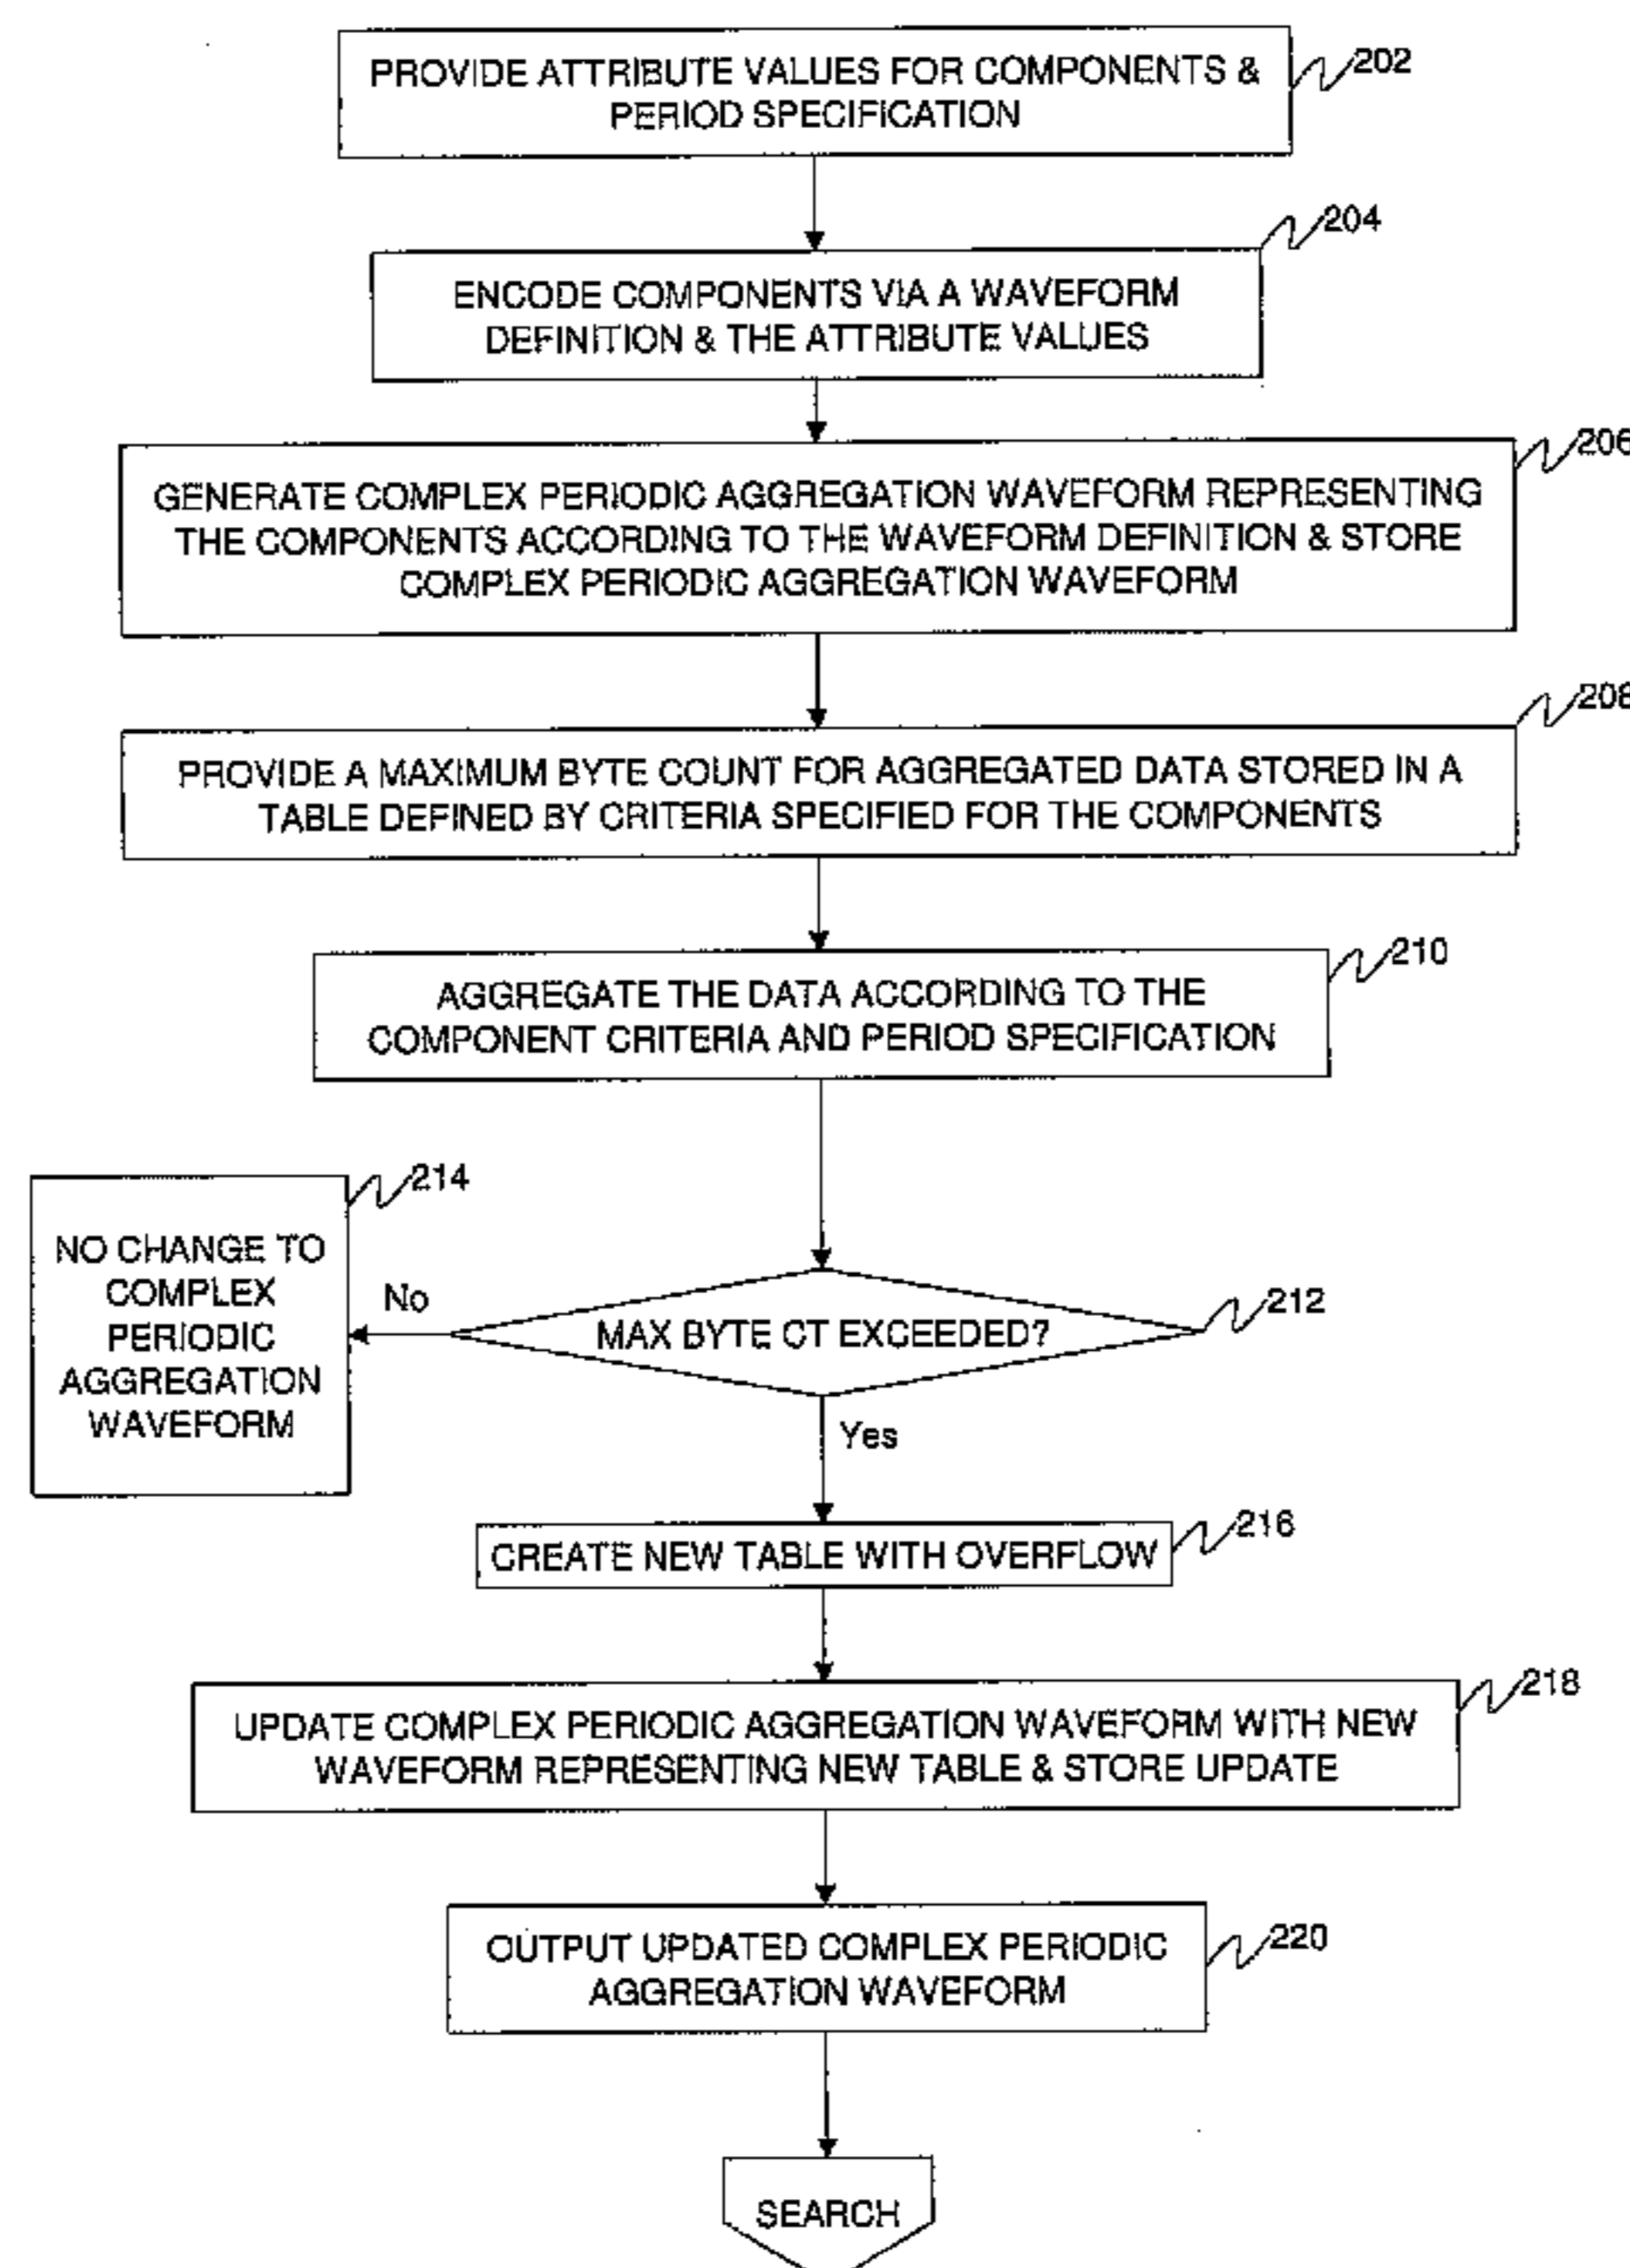 PROVIDE ATTRIBUTE VALUES FOR COMPONENTS &
PERIOD SPECIFICATION
202
ENCODE COMPONENTS VIA A WAVEFORM
DEFINITION & THE ATTRIBUTE VALUES
204
GENERATE COMPLEX PERIODIC AGGREGATION WAVEFORM REPRESENTING
THE COMPONENTS ACCORDING TO THE WAVEFORM DEFINITION & STORE
COMPLEX PERIODIC AGGREGATION WAVEFORM
206
PROVIDE A MAXIMUM BYTE COUNT FOR AGGREGATED DATA STORED IN A
TABLE DEFINED BY CRITERIA SPECIFIED FOR THE COMPONENTS
208
AGGREGATE THE DATA ACCORDING TO THE
COMPONENT CRITERIA AND PERIOD SPECIFICATION
210
NO CHANGE TO
COMPLEX
PERIODIC
AGGREGATION
WAVEFORM
214
No
MAX BYTE CT EXCEEDED?
212
Yes
CREATE NEW TABLE WITH OVERFLOW
216
UPDATE COMPLEX PERIODIC AGGREGATION WAVEFORM WITH NEW
WAVEFORM REPRESENTING NEW TABLE & STORE UPDATE
218
OUTPUT UPDATED COMPLEX PERIODIC
AGGREGATION WAVEFORM
220
SEARCH